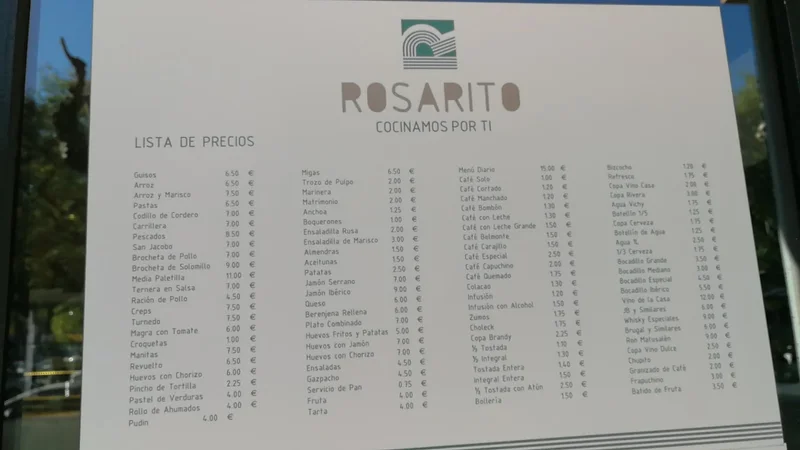 ROSARITO
COCINAMOS POR TI
LISTA DE PRECIOS
Guisos 6.50 €
Arroz 6.50 €
Arroz y Marisco 7.50 €
Pastas 6.50 €
Codillo de Cordero 7.00 €
Carrillera 7.00 €
Pescados 8.50 €
San Jacobo 7.00 €
Brocheta de Pollo 7.00 €
Brocheta de Solomillo 9.00 €
Media Paletilla 11.00 €
Ternera en Salsa 7.00 €
Ración de Pollo 4.50 €
Creps 7.50 €
Turnedo 7.50 €
Magra con Tomate 6.00 €
Croquetas 1.00 €
Manitas 7.50 €
Revuelto 6.50 €
Huevos con Chorizo 6.00 €
Pincho de Tortilla 2.25 €
Pastel de Verduras 4.00 €
Rollo de Ahumados 4.00 €
Pudin 4.00 €
Migas 6.50 €
Trozo de Pulpo 2.00 €
Marinera 2.00 €
Matrimonio 2.00 €
Anchoa 1.25 €
Boquerones 1.00 €
Ensaladilla Rusa 2.00 €
Ensaladilla de Marisco 3.00 €
Almendras 1.50 €
Aceitunas 1.50 €
Patatas 2.50 €
Jamón Serrano 7.00 €
Jamón Ibérico 9.00 €
Queso 6.00 €
Berenjena Rellena 6.00 €
Plato Combinado 7.00 €
Huevos Fritos y Patatas 5.00 €
Huevos con Jamón 7.00 €
Huevos con Chorizo 7.00 €
Ensaladas 4.50 €
Gazpacho 4.50 €
Servicio de Pan 0.75 €
Fruta 4.00 €
Tarta 4.00 €
Menú Diario 15.00 €
Café Solo 1.00 €
Café Cortado 1.20 €
Café Manchado 1.20 €
Café Bombón 1.30 €
Café con Leche 1.30 €
Café con Leche Grande 1.50 €
Café Belmonte 1.50 €
Café Carajillo 1.50 €
Café Especial 2.50 €
Café Capuchino 2.00 €
Café Quemado 1.75 €
Colacao 1.30 €
Infusión 1.20 €
Infusión con Alcohol 1.50 €
Zumos 1.75 €
Choleck 1.75 €
Copa Brandy 2.25 €
½ Tostada 1.10 €
½ Integral 1.30 €
Tostada Entera 1.40 €
Integral Entera 1.50 €
½ Tostada con Atún 2.50 €
Bollería 1.50 €
Bizcocho €
Refresco 1.75 €
Copa Vino Casa 2.00 €
Copa Rivera 3.00 €
Agua Vichy 1.75 €
Botellín 1/5 1.25 €
Copa Cerveza 1.75 €
Botellín de Agua 1.25 €
Agua 1L 2.50 €
1/3 Cerveza 1.75 €
Bocadillo Grande 3.50 €
Bocadillo Mediano 3.00 €
Bocadillo Especial 4.50 €
Bocadillo Ibérico 5.50 €
Vino de la Casa 12.00 €
JB y Similares 6.00 €
Whisky Especiales 9.00 €
Brugal y Similares 6.00 €
Ron Matusalén 9.00 €
Copa Vino Dulce 2.50 €
Chupito 2.00 €
Granizado de Café 2.00 €
Frapuchino 3.00 €
Batido de Fruta 3.50 €